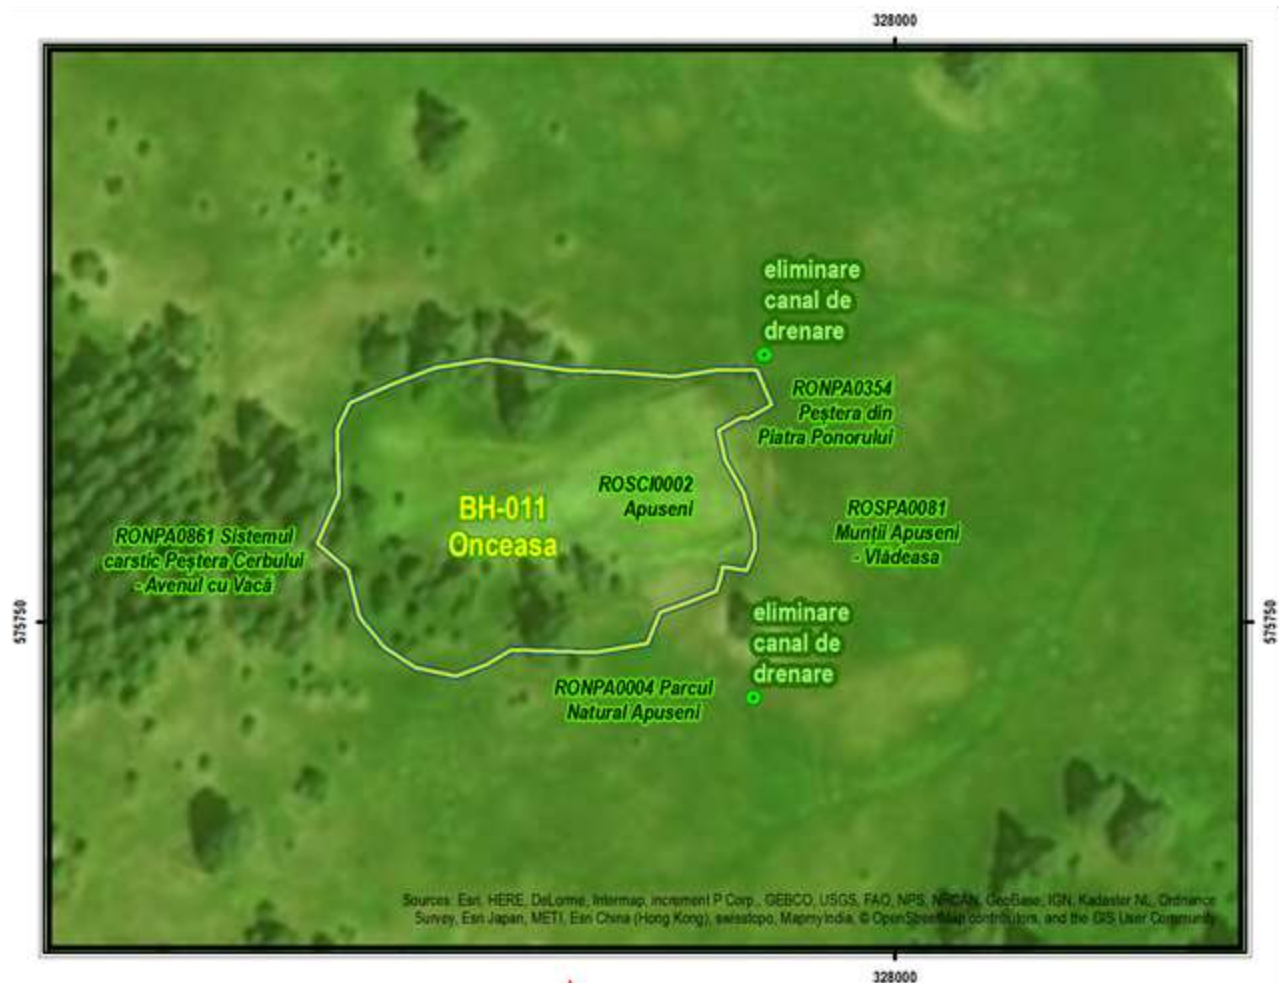 328000
eliminare
canal de
drenare
RONPA0354
Peștera din
Piatra Ponorului
ROSCI0002
Apuseni
BH-011
Onceasa
ROSPA0081
Munții Apuseni
- Vlădeasa
RONPA0861 Sistemul
carstic Peștera Cerbului
- Avenul cu Vacă
575750
575750
eliminare
canal de
drenare
RONPA0004 Parcul
Natural Apuseni
Sources: Esri, HERE, DeLorme, Intermap, increment P Corp., GEBCO, USGS, FAO, NPS, NRCAN, GeoBase, IGN, Kadaster NL, Ordnance
Survey, Esri Japan, METI, Esri China (Hong Kong), swisstopo, MapmyIndia, © OpenStreetMap contributors, and the GIS User Community
328000